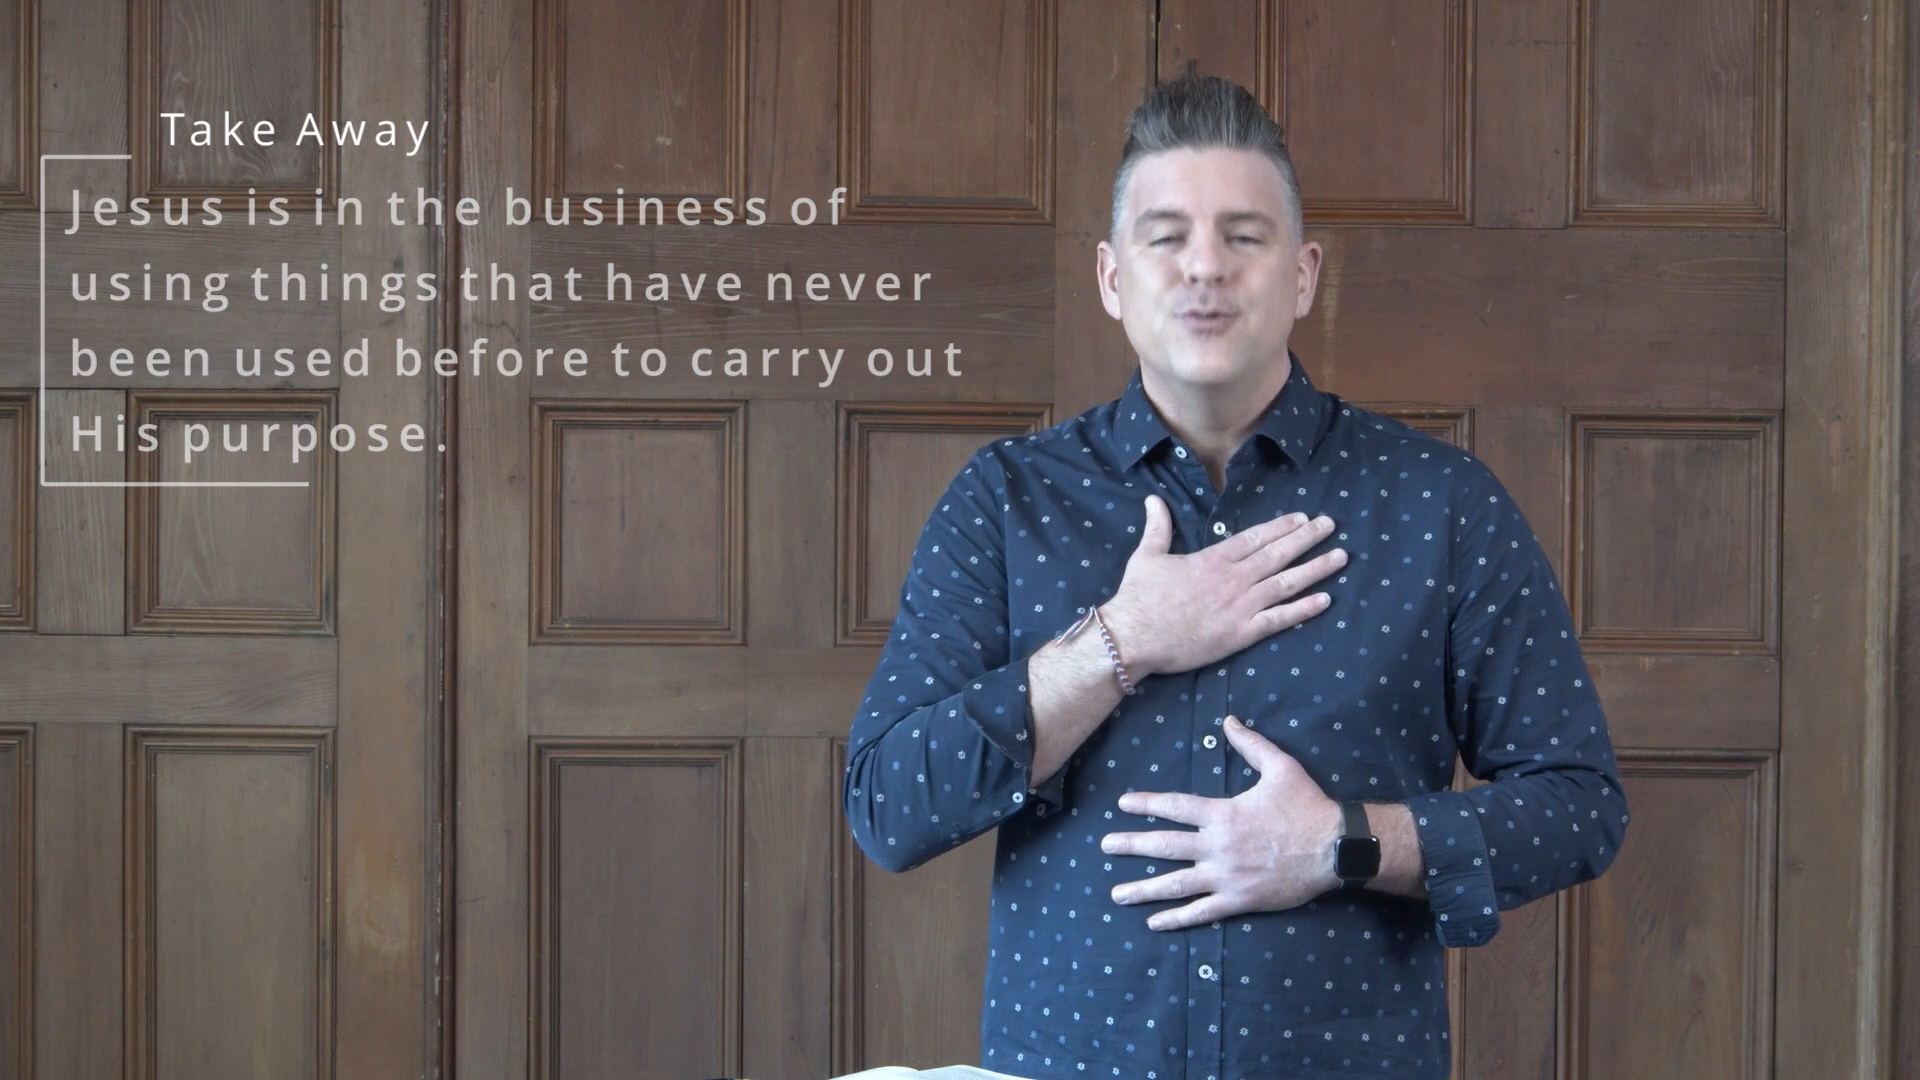 Take Away
Jesus is in the business of
using things that have never
been used before to carry out
His purpose.